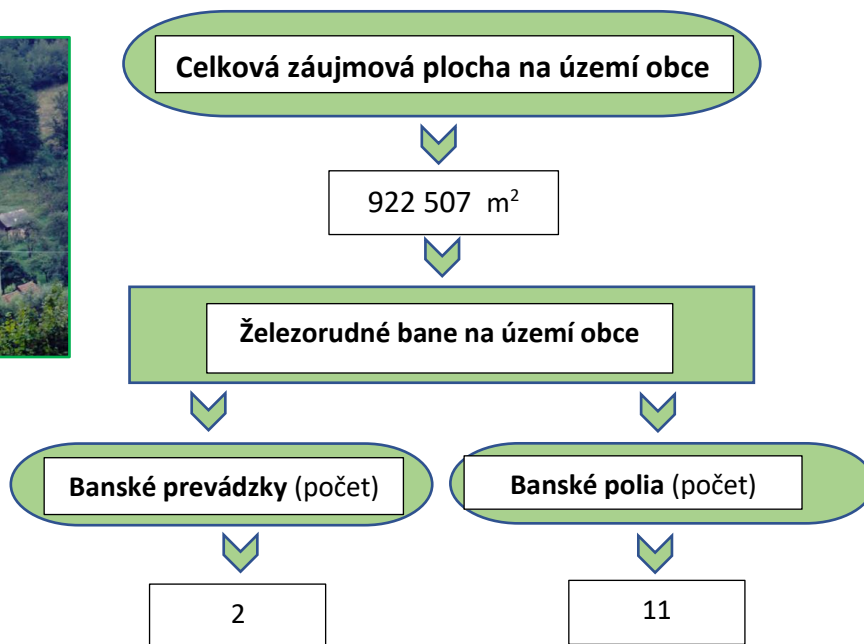 Celková záujmová plocha na území obce
922 507 m²
Železorudné bane na území obce
Banské prevádzky (počet)
Banské polia (počet)
2
11